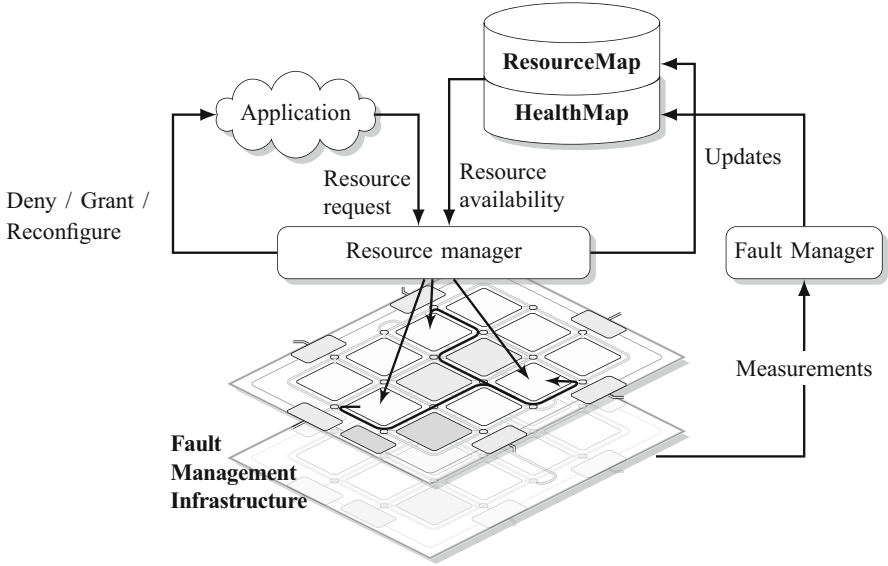 ResourceMap
HealthMap
Application
Updates
Resource
request
Resource
availability
Deny / Grant /
Reconfigure
Resource manager
Fault Manager
Measurements
Fault
Management
Infrastructure